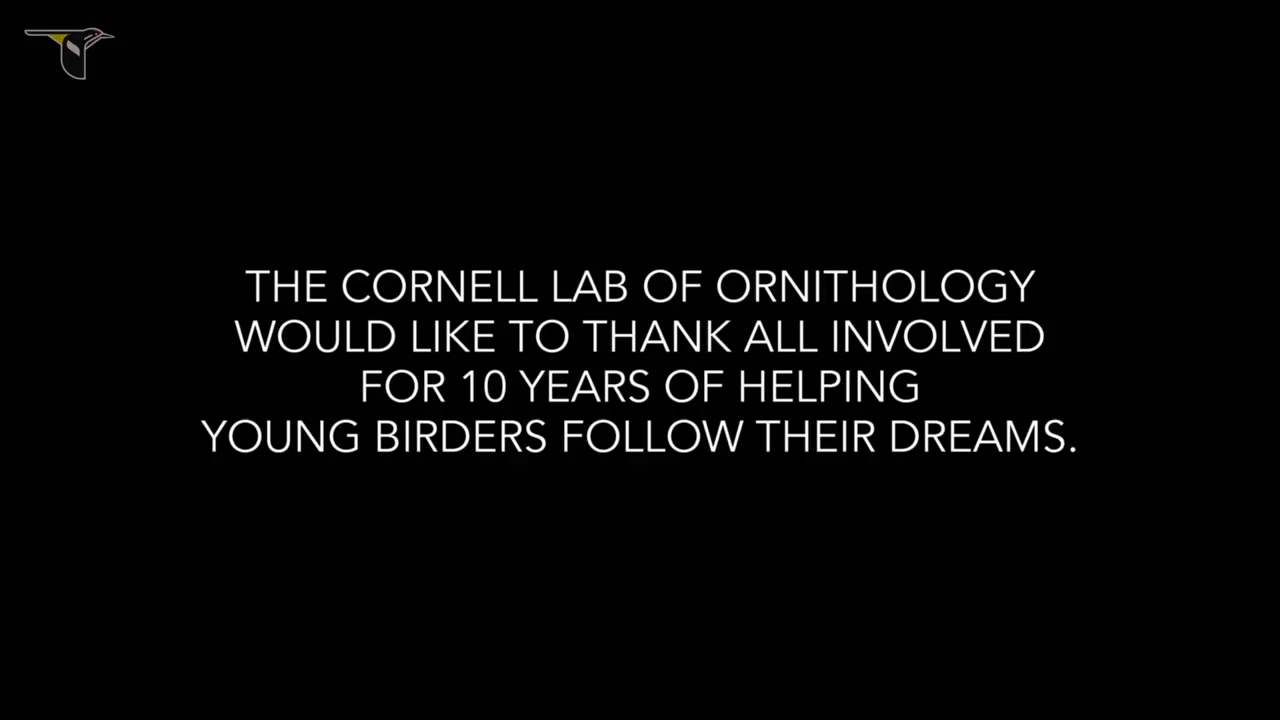 THE CORNELL LAB OF ORNITHOLOGY
WOULD LIKE TO THANK ALL INVOLVED
FOR 10 YEARS OF HELPING
YOUNG BIRDERS FOLLOW THEIR DREAMS.